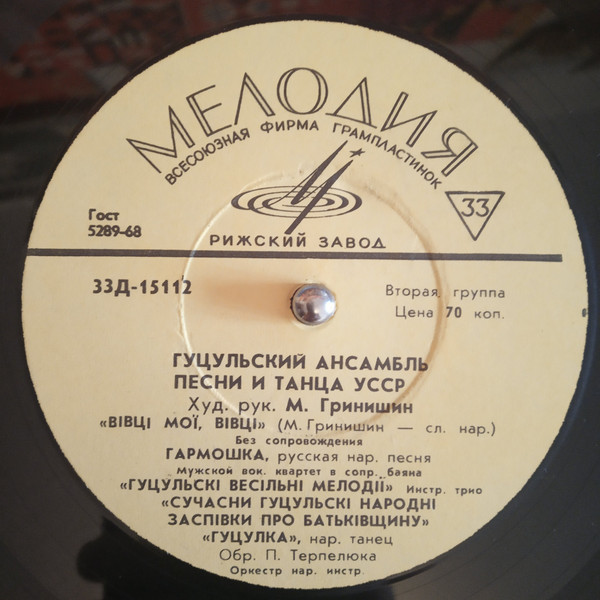 МЕЛОДИЯ
ВСЕСОЮЗНАЯ ФИРМА ГРАМПЛАСТИНОК
33
Гост
5289-68
РИЖСКИЙ ЗАВОД
33Д-15112
Вторая группа
Цена 70 коп.
ГУЦУЛЬСКИЙ АНСАМБЛЬ
ПЕСНИ И ТАНЦА УССР
Худ. рук. М. Гринишин
«ВІВЦІ МОЇ, ВІВЦІ» (М. Гринишин — сл. нар.)
Без сопровождения
ГАРМОШКА, русская нар. песня
Мужской вок. квартет в сопр. баяна
«ГУЦУЛЬСКІ ВЕСІЛЬНІ МЕЛОДІЇ» Инстр. трио
«СУЧАСНИ ГУЦУЛЬСКІ НАРОДНІ
ЗАСПІВКИ ПРО БАТЬКІВЩИНУ»
«ГУЦУЛКА», нар. танец
Обр. П. Терпелюка
Оркестр нар. инстр.